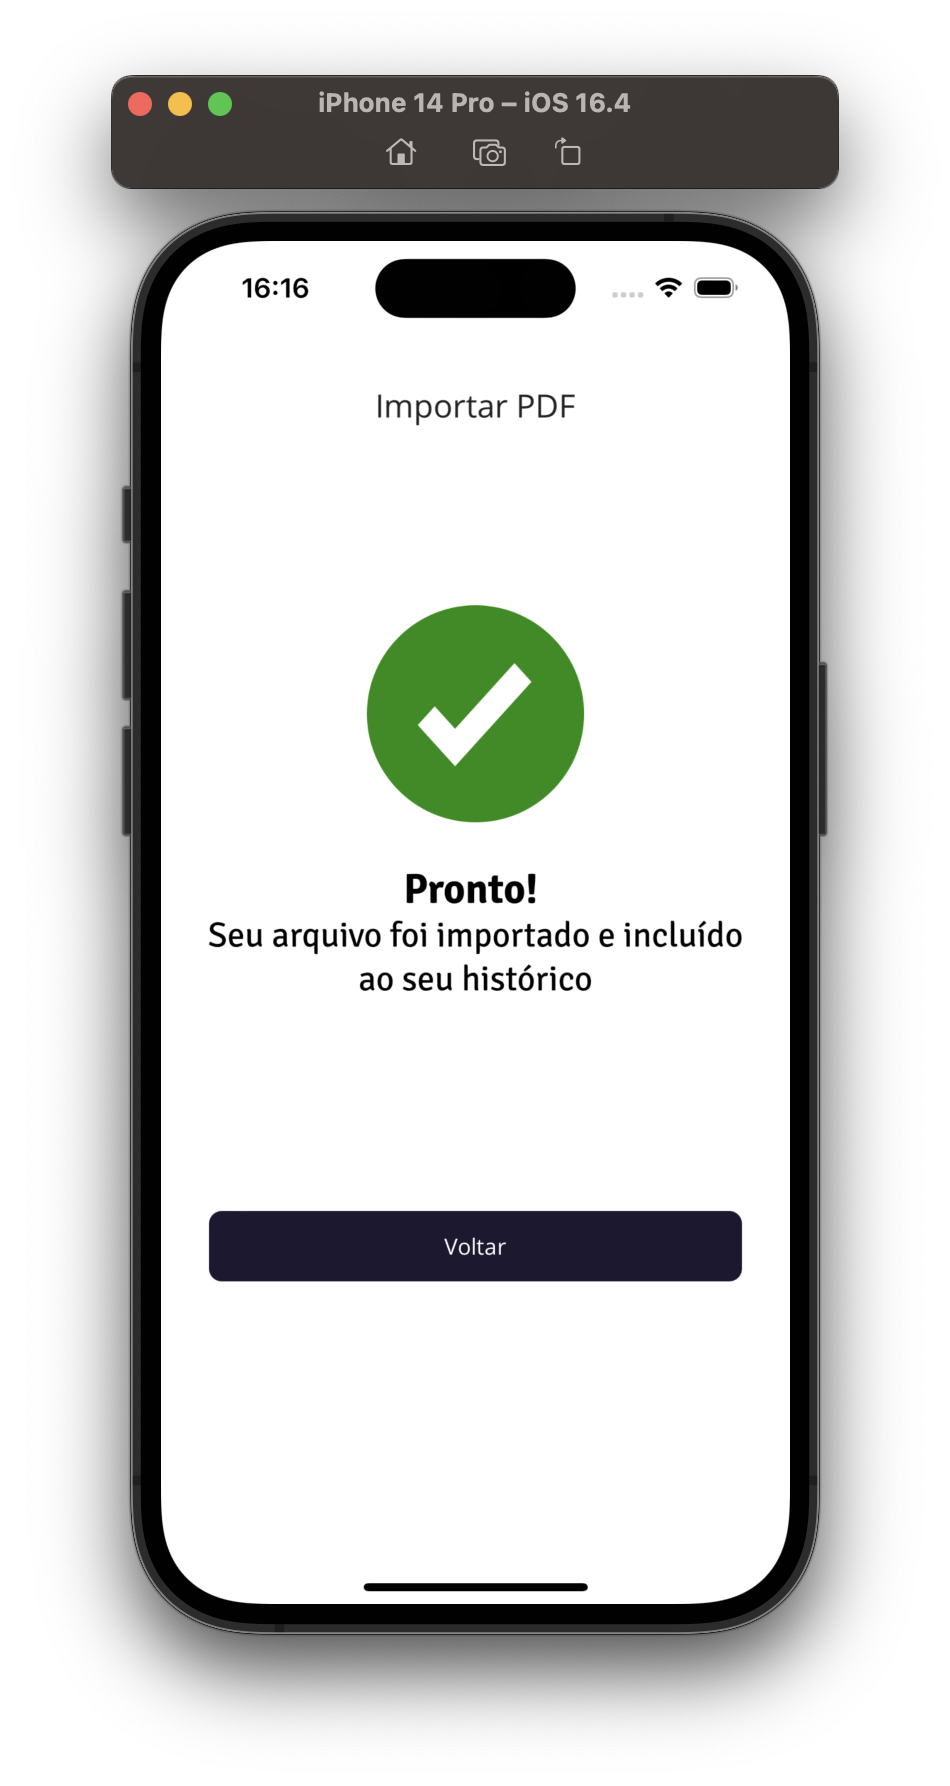 iPhone 14 Pro – iOS 16.4
16:16
Importar PDF
Pronto!
Seu arquivo foi importado e incluído
ao seu histórico
Voltar